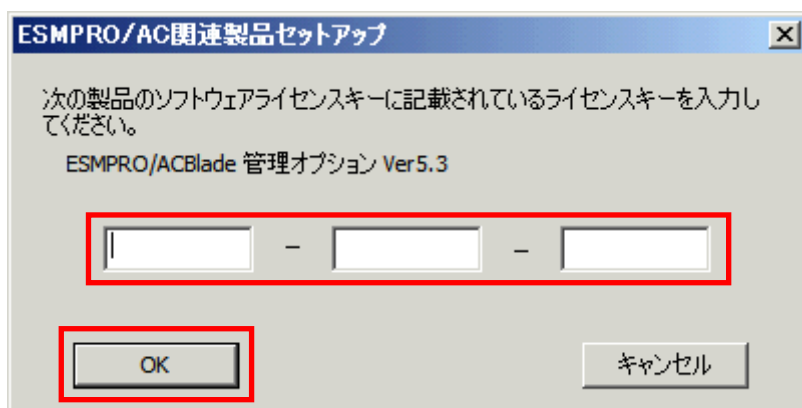 ESMPRO/AC関連製品セットアップ
次の製品のソフトウェアライセンスキーに記載されているライセンスキーを入力し
てください。
ESMPRO/ACBlade 管理オプション Ver5.3
– –
OK キャンセル